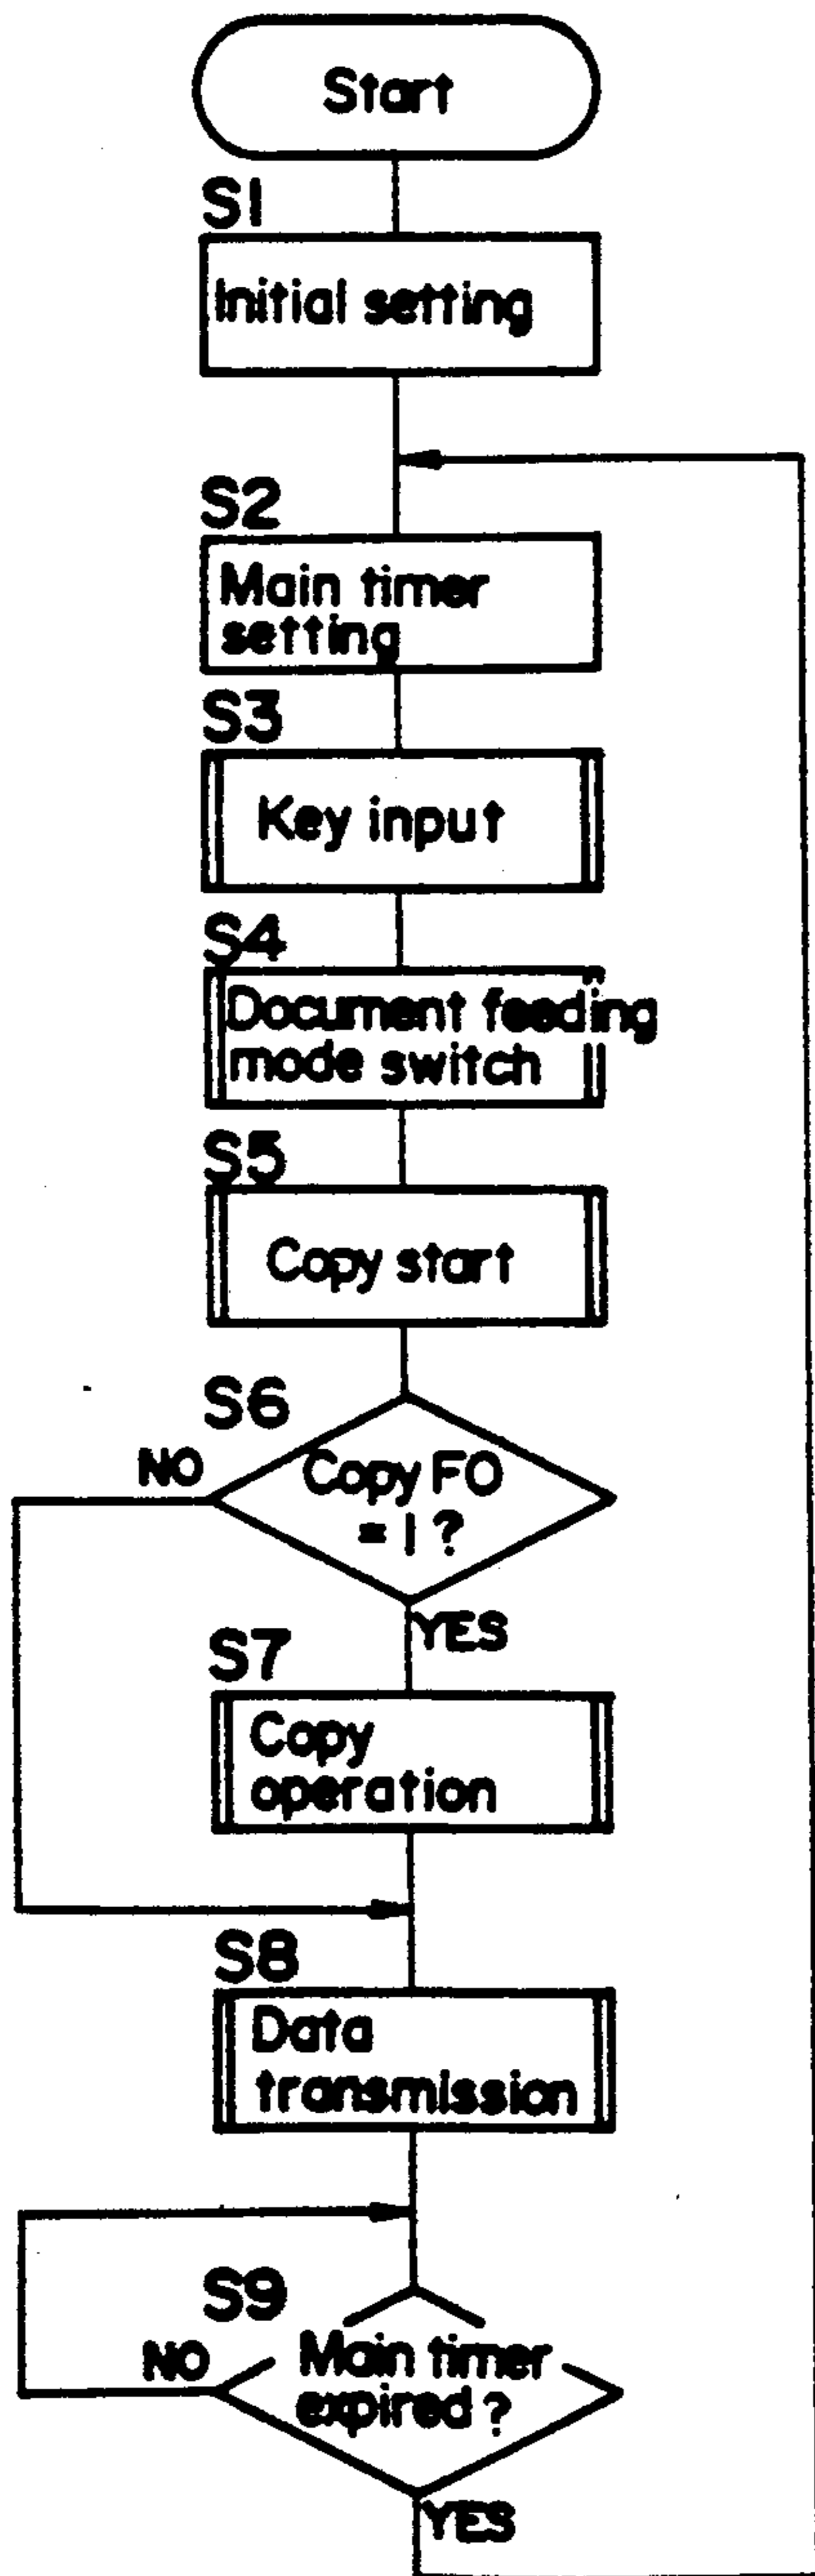 Start
S1
Initial setting
S2
Main timer
setting
S3
Key input
S4
Document feeding
mode switch
S5
Copy start
S6
NO
Copy FO
= 1 ?
YES
S7
Copy
operation
S8
Data
transmission
S9
NO
Main timer
expired ?
YES